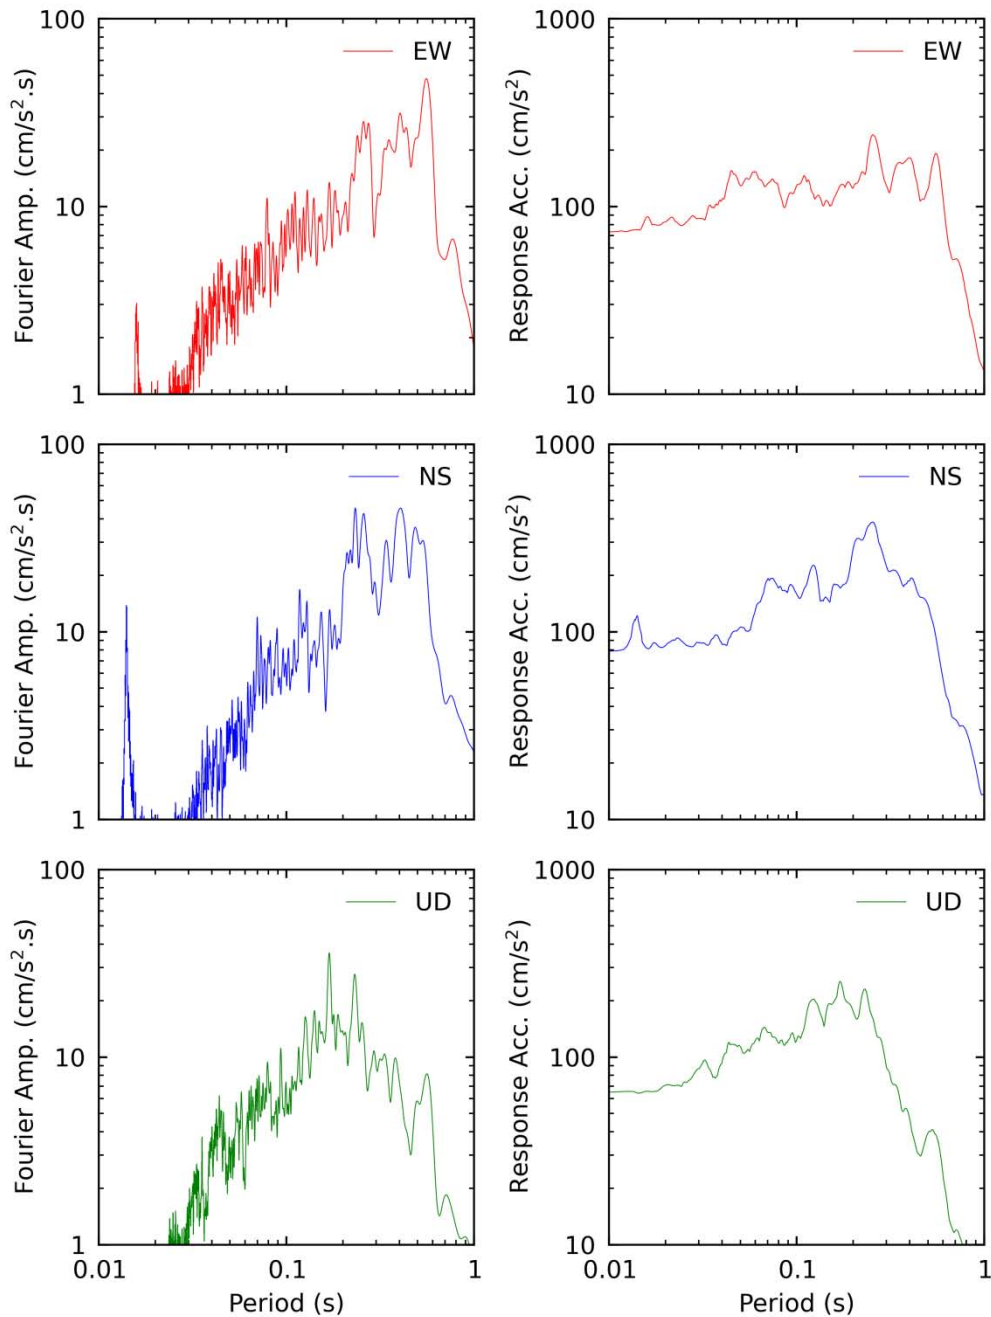 100
10
1
Fourier Amp. (cm/s².s)
EW
1000
100
10
Response Acc. (cm/s²)
EW
100
10
1
Fourier Amp. (cm/s².s)
NS
1000
100
10
Response Acc. (cm/s²)
NS
100
10
1
Fourier Amp. (cm/s².s)
UD
0.01 0.1 1
Period (s)
1000
100
10
Response Acc. (cm/s²)
UD
0.01 0.1 1
Period (s)